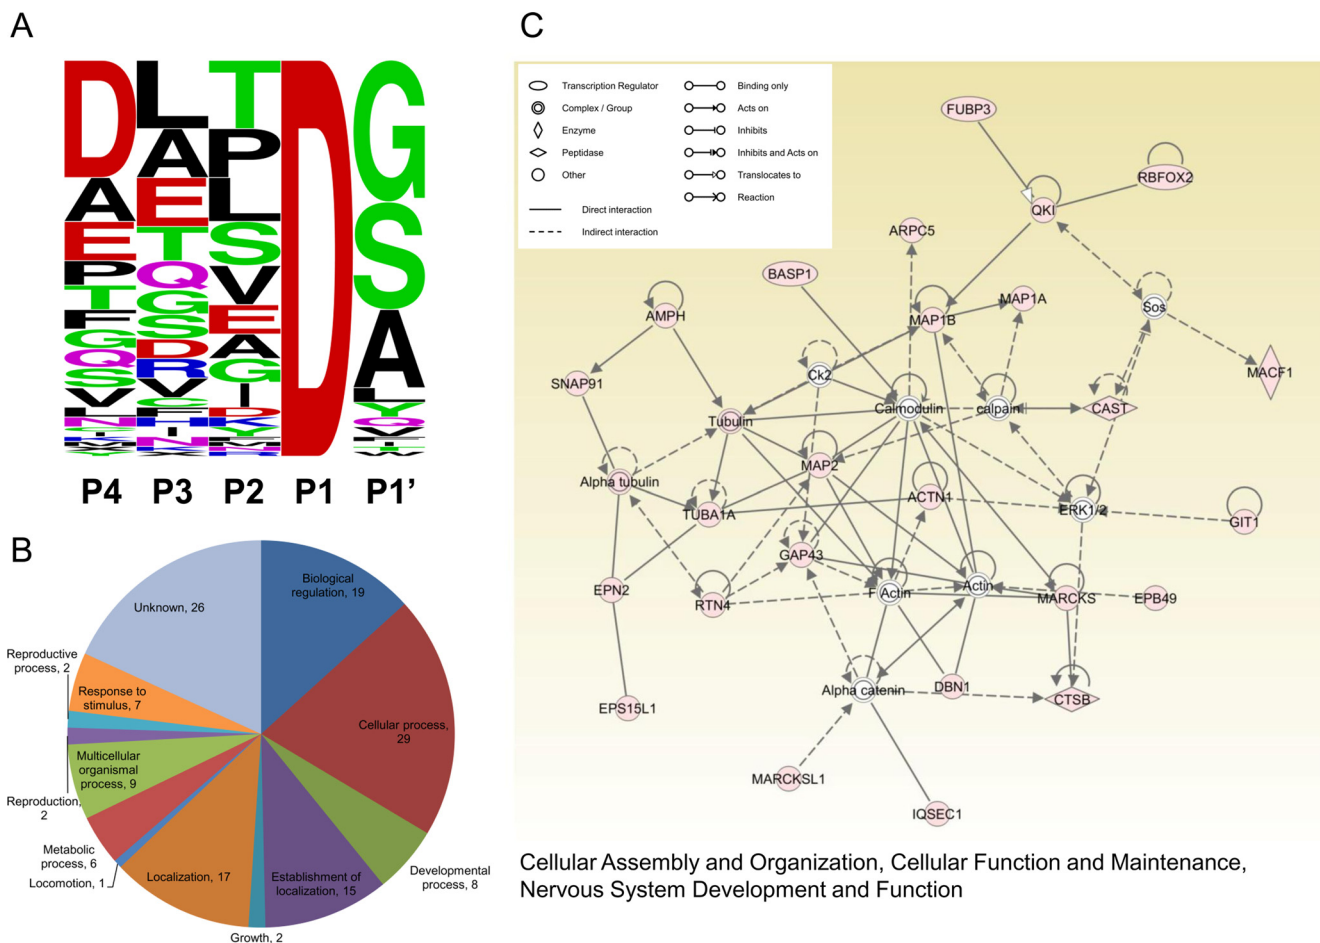 A
D L T D G
A A P S
E E L A
P T S
T Q V
F G E
G S A
Q D G
S R I
V V D
P4 P3 P2 P1 P1’
B
Biological
regulation, 19
Cellular process,
29
Developmental
process, 8
Establishment of
localization, 15
Growth, 2
Localization, 17
Locomotion, 1
Metabolic
process, 6
Multicellular
organismal
process, 9
Reproduction,
2
Reproductive
process, 2
Response to
stimulus, 7
Unknown, 26
C
Transcription Regulator
Complex / Group
Enzyme
Peptidase
Other
Binding only
Acts on
Inhibits
Inhibits and Acts on
Translocates to
Reaction
Direct interaction
Indirect interaction
FUBP3
RBFOX2
QKI
ARPC5
BASP1
MAP1A
Sos
AMPH
MAP1B
MACF1
SNAP91
Ck2
Calmodulin
calpain
CAST
Tubulin
MAP2
Alpha tubulin
ACTN1
TUBA1A
ERK1/2
GIT1
GAP43
EPN2
RTN4
F Actin
Actin
MARCKS
EPB49
Alpha catenin
DBN1
CTSB
EPS15L1
MARCKSL1
IQSEC1
Cellular Assembly and Organization, Cellular Function and Maintenance,
Nervous System Development and Function